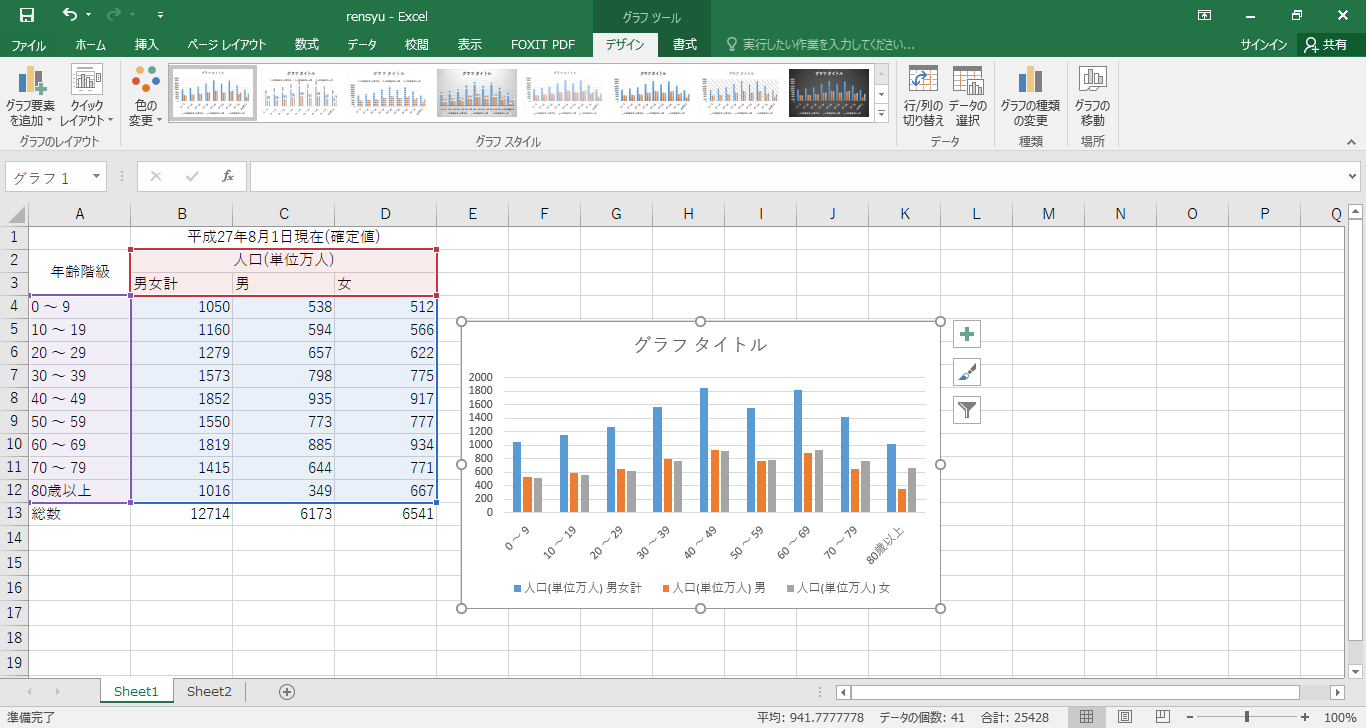 rensyu - Excel
グラフ ツール
ファイル ホーム 挿入 ページ レイアウト 数式 データ 校閲 表示 FOXIT PDF デザイン 書式 実行したい作業を入力してください... サインイン 共有
グラフ要素を追加
クイックレイアウト
グラフのレイアウト
色の変更
グラフ スタイル
行/列の切り替え
データの選択
データ
グラフの種類の変更
種類
グラフの移動
場所
グラフ 1
fx
A B C D E F G H I J K L M N O P Q
1 平成27年8月1日現在(確定値)
2 年齢階級 人口(単位万人)
3 男女計 男 女
4 0 ～ 9 1050 538 512
5 10 ～ 19 1160 594 566
6 20 ～ 29 1279 657 622
7 30 ～ 39 1573 798 775
8 40 ～ 49 1852 935 917
9 50 ～ 59 1550 773 777
10 60 ～ 69 1819 885 934
11 70 ～ 79 1415 644 771
12 80歳以上 1016 349 667
13 総数 12714 6173 6541
14
15
16
17
18
19
グラフ タイトル
2000
1800
1600
1400
1200
1000
800
600
400
200
0
0 ～ 9 10 ～ 19 20 ～ 29 30 ～ 39 40 ～ 49 50 ～ 59 60 ～ 69 70 ～ 79 80歳以上
人口(単位万人) 男女計 人口(単位万人) 男 人口(単位万人) 女
Sheet1 Sheet2
準備完了 平均: 941.7777778 データの個数: 41 合計: 25428 100%